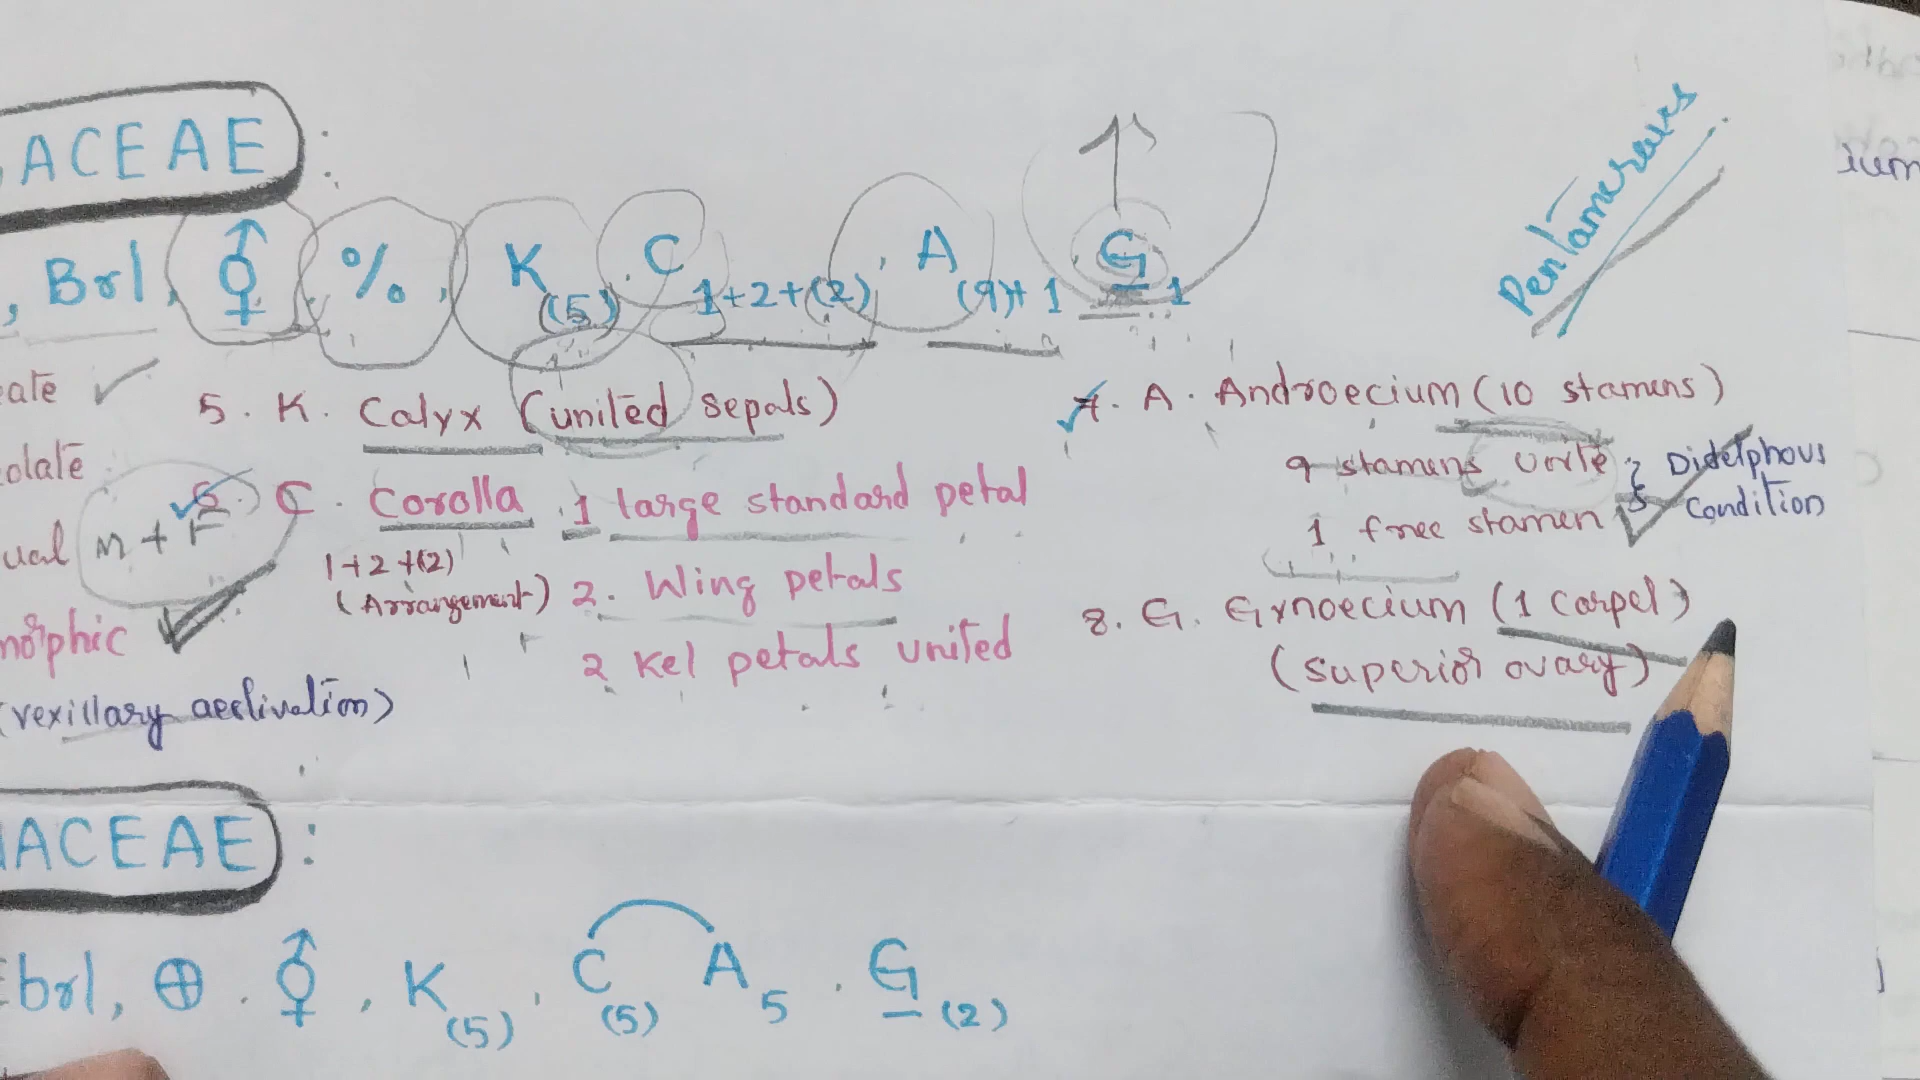 ACEAE :
, Brl, ⚥, %, K(5), C1+2+(2), A(9)+1, G1
Pentamerous
eate
5. K. Calyx (united sepals)
olate
ual m + F
6. C. Corolla 1 large standard petal
1+2+(2)
(Arrangement) 2. Wing petals
morphic
2 Kel petals united
(vexillary aestivation)
7. A. Androecium (10 stamens)
9 stamens unite } Didelphous
1 free stamen Condition
8. G. Gynoecium (1 carpel)
(superior ovary)
ium
ACEAE :
Ebrl, ⊕. ⚥, K(5), C(5) A5. G(2)